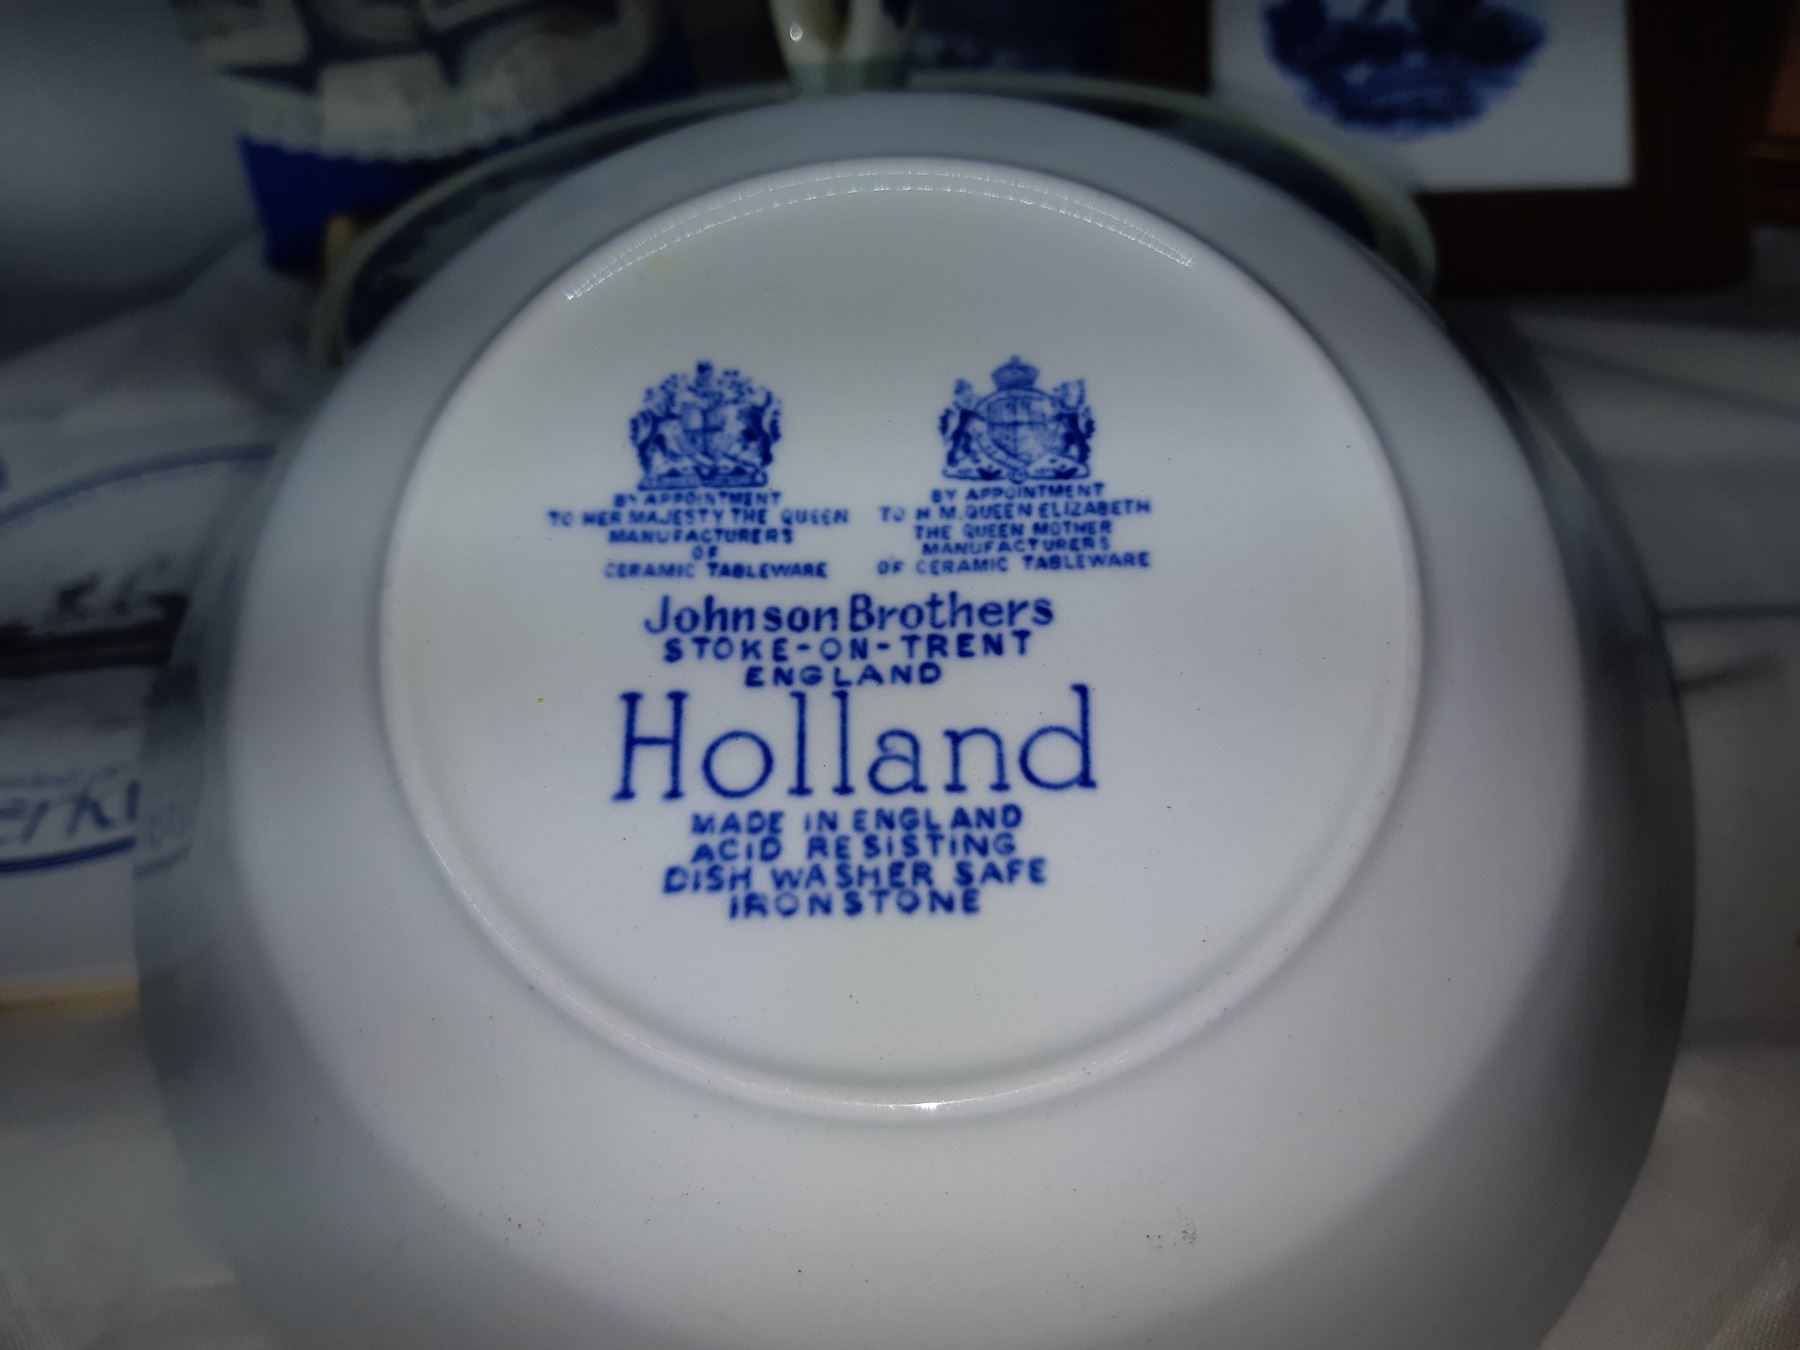 BY APPOINTMENT
TO HER MAJESTY THE QUEEN
MANUFACTURERS
OF
CERAMIC TABLEWARE
BY APPOINTMENT
TO H.M. QUEEN ELIZABETH
THE QUEEN MOTHER
MANUFACTURERS
OF CERAMIC TABLEWARE
Johnson Brothers
STOKE-ON-TRENT
ENGLAND
Holland
MADE IN ENGLAND
ACID RESISTING
DISH WASHER SAFE
IRONSTONE